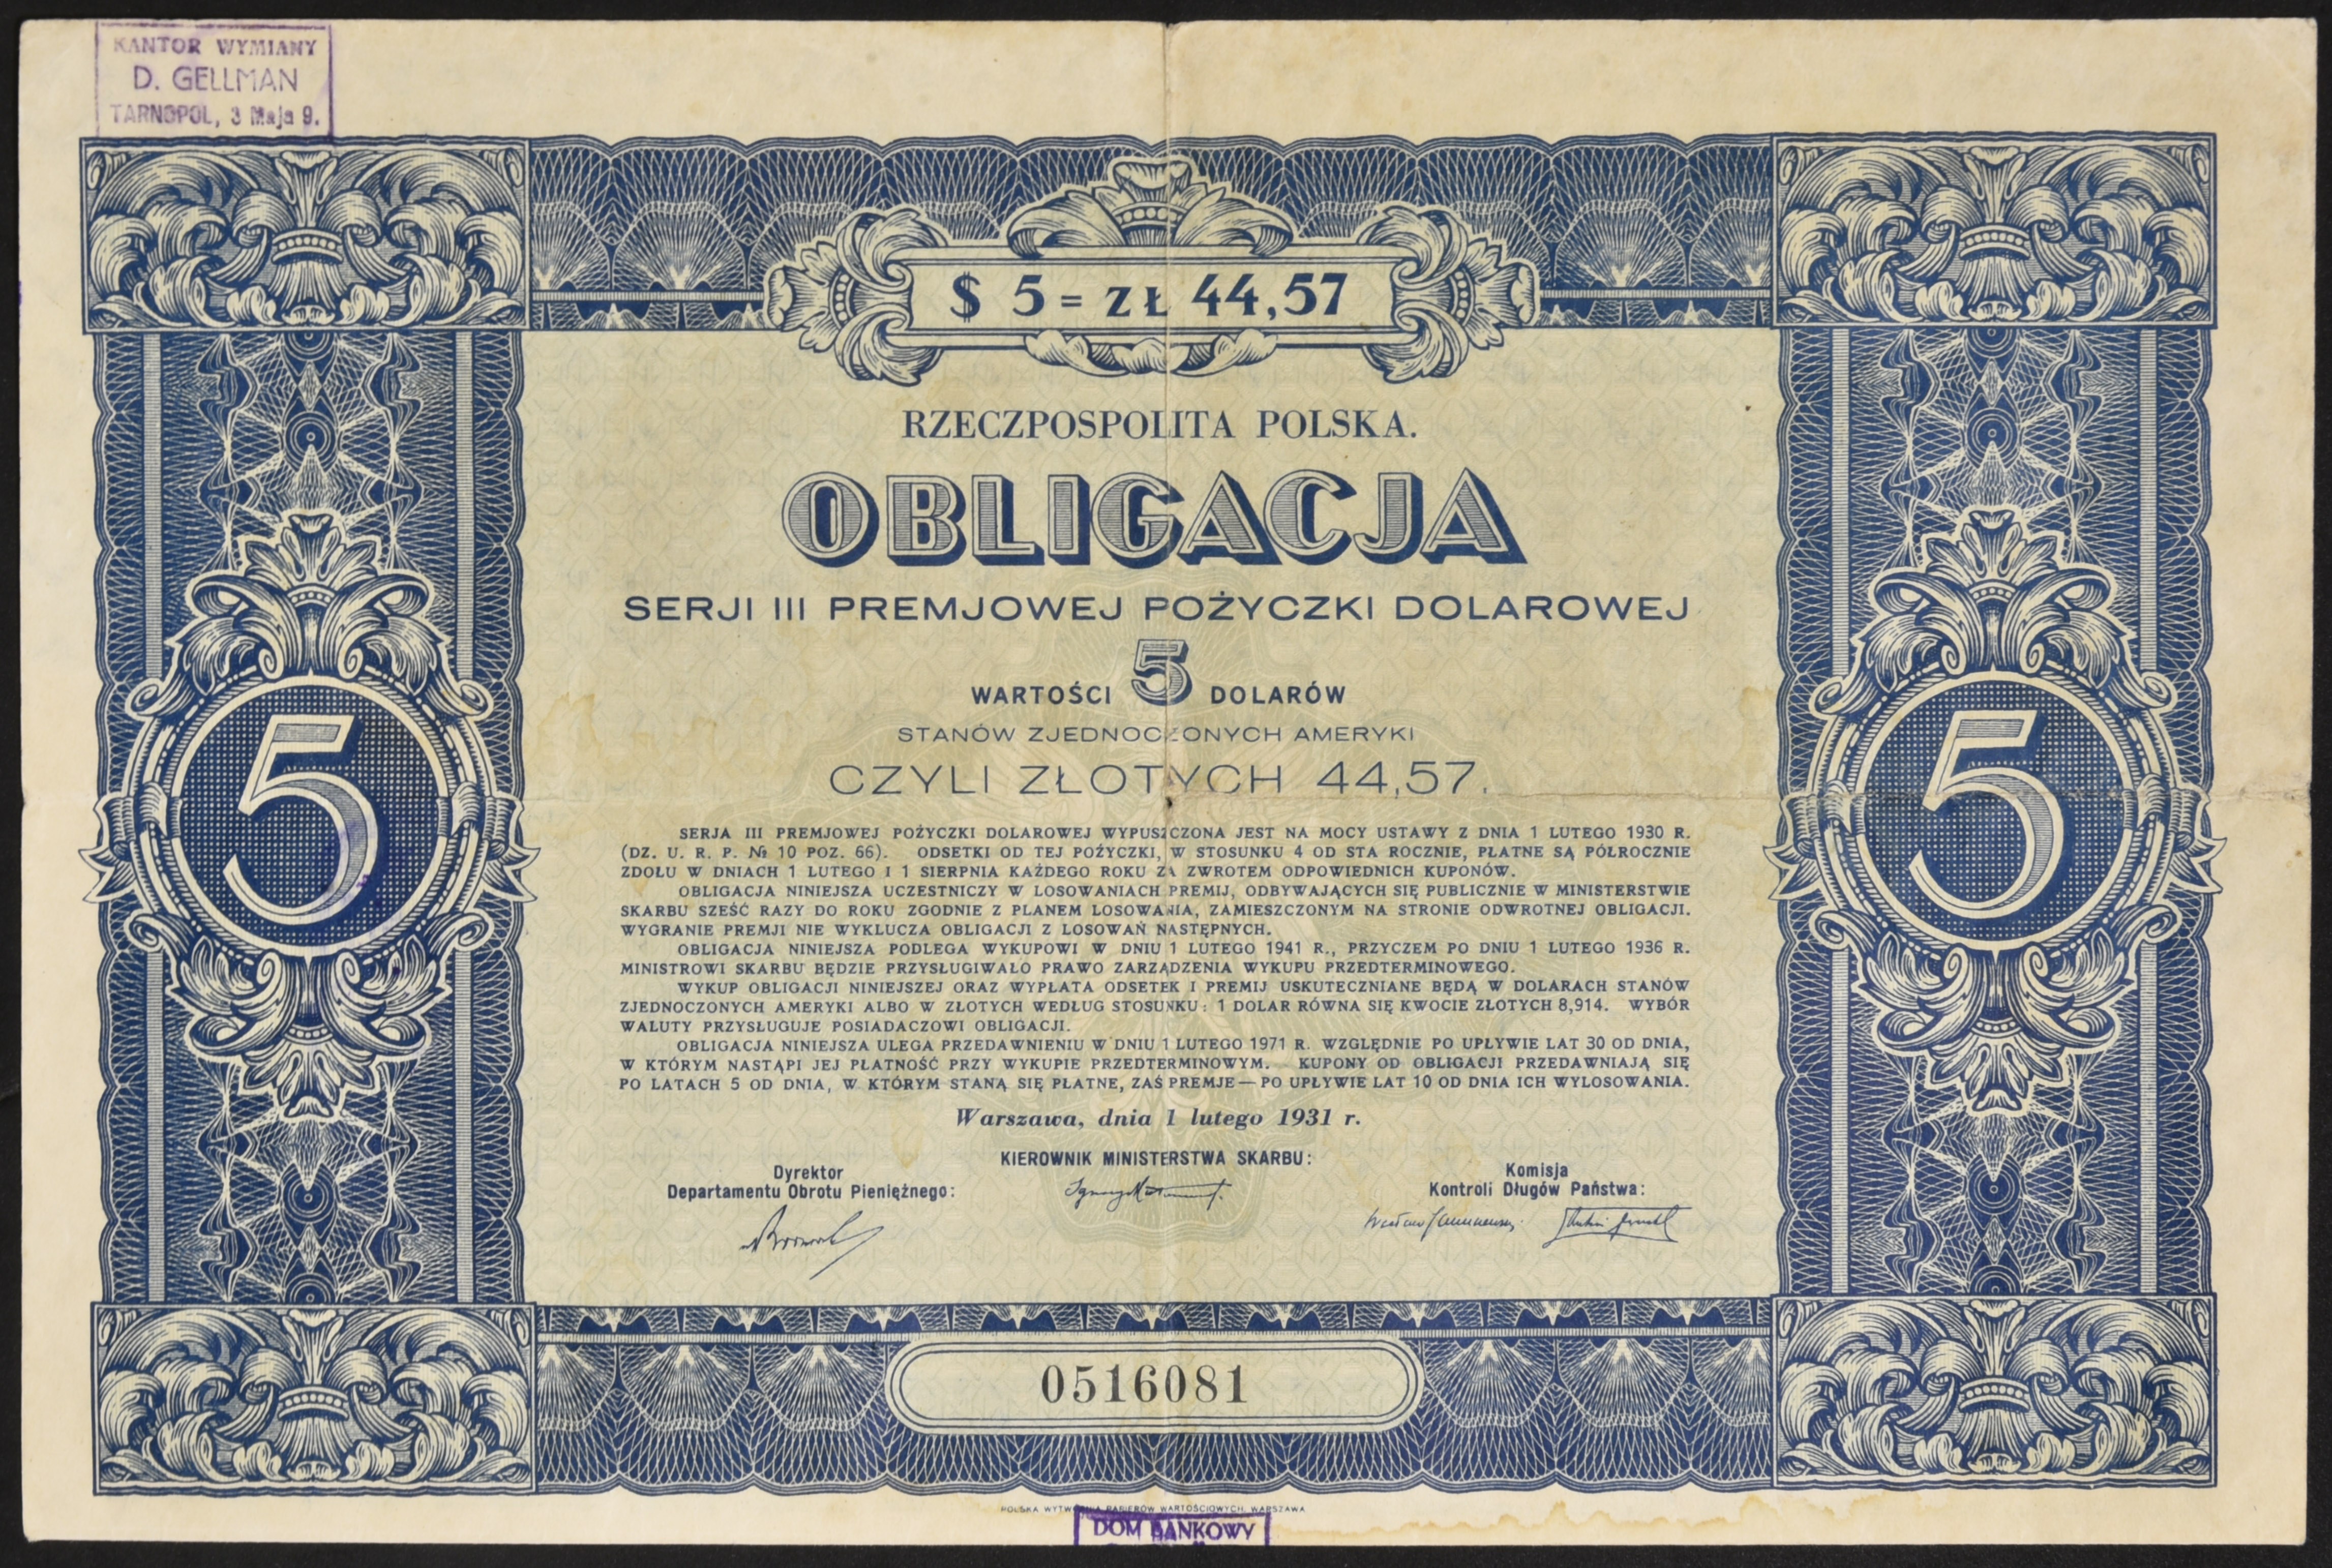 KANTOR WYMIANY
D. GELLMAN
TARNOPOL, 3 Maja 9.
$ 5 = ZŁ 44,57
RZECZPOSPOLITA POLSKA.
OBLIGACJA
SERJI III PREMJOWEJ POŻYCZKI DOLAROWEJ
WARTOŚCI 5 DOLARÓW
STANÓW ZJEDNOCZONYCH AMERYKI
CZYLI ZŁOTYCH 44,57.
5
5
SERJA III PREMJOWEJ POŻYCZKI DOLAROWEJ WYPUSZCZONA JEST NA MOCY USTAWY Z DNIA 1 LUTEGO 1930 R.
(DZ. U. R. P. № 10 POZ. 66). ODSETKI OD TEJ POŻYCZKI, W STOSUNKU 4 OD STA ROCZNIE, PŁATNE SĄ PÓŁROCZNIE
ZDOŁU W DNIACH 1 LUTEGO I 1 SIERPNIA KAŻDEGO ROKU ZA ZWROTEM ODPOWIEDNICH KUPONÓW.
OBLIGACJA NINIEJSZA UCZESTNICZY W LOSOWANIACH PREMIJ, ODBYWAJĄCYCH SIĘ PUBLICZNIE W MINISTERSTWIE
SKARBU SZEŚĆ RAZY DO ROKU ZGODNIE Z PLANEM LOSOWANIA, ZAMIESZCZONYM NA STRONIE ODWROTNEJ OBLIGACJI.
WYGRANIE PREMJI NIE WYKLUCZA OBLIGACJI Z LOSOWAŃ NASTĘPNYCH.
OBLIGACJA NINIEJSZA PODLEGA WYKUPOWI W DNIU 1 LUTEGO 1941 R., PRZYCZEM PO DNIU 1 LUTEGO 1936 R.
MINISTROWI SKARBU BĘDZIE PRZYSŁUGIWAŁO PRAWO ZARZĄDZENIA WYKUPU PRZEDTERMINOWEGO.
WYKUP OBLIGACJI NINIEJSZEJ ORAZ WYPŁATA ODSETEK I PREMIJ USKUTECZNIANE BĘDĄ W DOLARACH STANÓW
ZJEDNOCZONYCH AMERYKI ALBO W ZŁOTYCH WEDŁUG STOSUNKU: 1 DOLAR RÓWNA SIĘ KWOCIE ZŁOTYCH 8,914. WYBÓR
WALUTY PRZYSŁUGUJE POSIADACZOWI OBLIGACJI.
OBLIGACJA NINIEJSZA ULEGA PRZEDAWNIENIU W DNIU 1 LUTEGO 1971 R. WZGLĘDNIE PO UPŁYWIE LAT 30 OD DNIA,
W KTÓRYM NASTĄPI JEJ PŁATNOŚĆ PRZY WYKUPIE PRZEDTERMINOWYM. KUPONY OD OBLIGACJI PRZEDAWNIAJĄ SIĘ
PO LATACH 5 OD DNIA, W KTÓRYM STANĄ SIĘ PŁATNE, ZAŚ PREMJE — PO UPŁYWIE LAT 10 OD DNIA ICH WYLOSOWANIA.
Warszawa, dnia 1 lutego 1931 r.
Dyrektor
Departamentu Obrotu Pieniężnego:
KIEROWNIK MINISTERSTWA SKARBU:
Komisja
Kontroli Długów Państwa:
0516081
POLSKA WYTWÓRNIA PAPIERÓW WARTOŚCIOWYCH, WARSZAWA
DOM BANKOWY